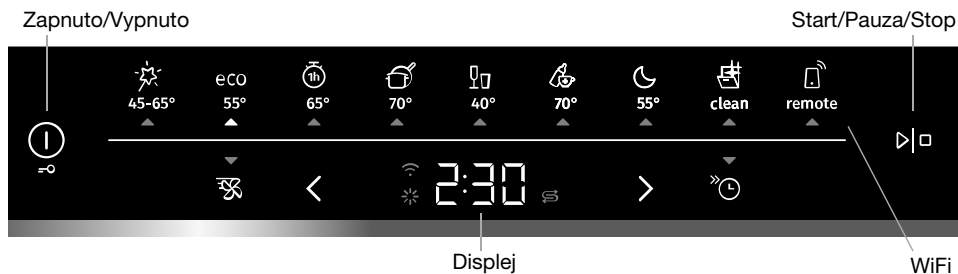 Zapnuto/Vypnuto Start/Pauza/Stop
eco 1h
45-65° 55° 65° 70° 40° 70° 55° clean remote
2:30
Displej WiFi